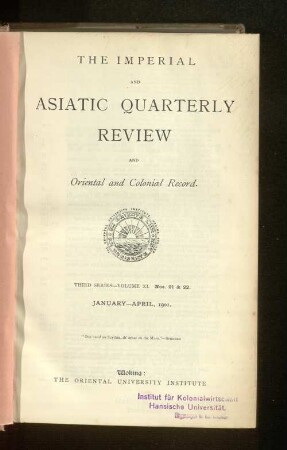 THE IMPERIAL
AND
ASIATIC QUARTERLY
REVIEW
AND
Oriental and Colonial Record.
THIRD SERIES—VOLUME XI. Nos. 21 & 22.
JANUARY—APRIL, 1901.
Woking:
THE ORIENTAL UNIVERSITY INSTITUTE
Institut für Kolonialwirtschaft
Hansische Universität.